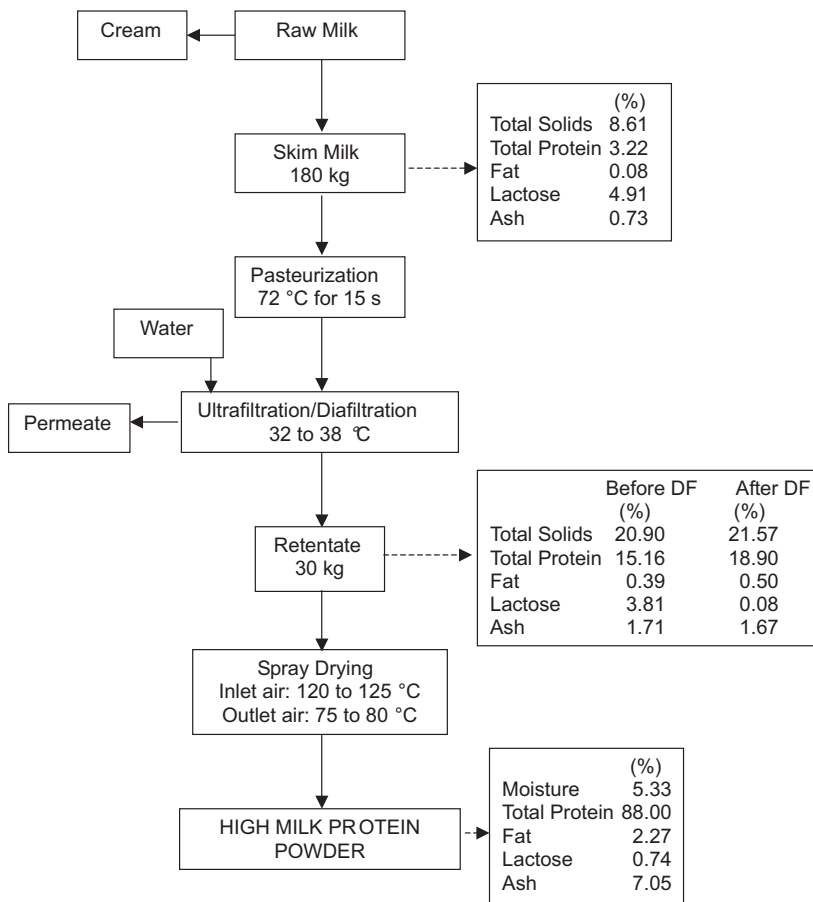 Cream
Raw Milk
Skim Milk
180 kg
(%)
Total Solids 8.61
Total Protein 3.22
Fat 0.08
Lactose 4.91
Ash 0.73
Pasteurization
72 °C for 15 s
Water
Permeate
Ultrafiltration/Diafiltration
32 to 38 °C
Retentate
30 kg
Before DF After DF
(%) (%)
Total Solids 20.90 21.57
Total Protein 15.16 18.90
Fat 0.39 0.50
Lactose 3.81 0.08
Ash 1.71 1.67
Spray Drying
Inlet air: 120 to 125 °C
Outlet air: 75 to 80 °C
HIGH MILK PROTEIN
POWDER
(%)
Moisture 5.33
Total Protein 88.00
Fat 2.27
Lactose 0.74
Ash 7.05